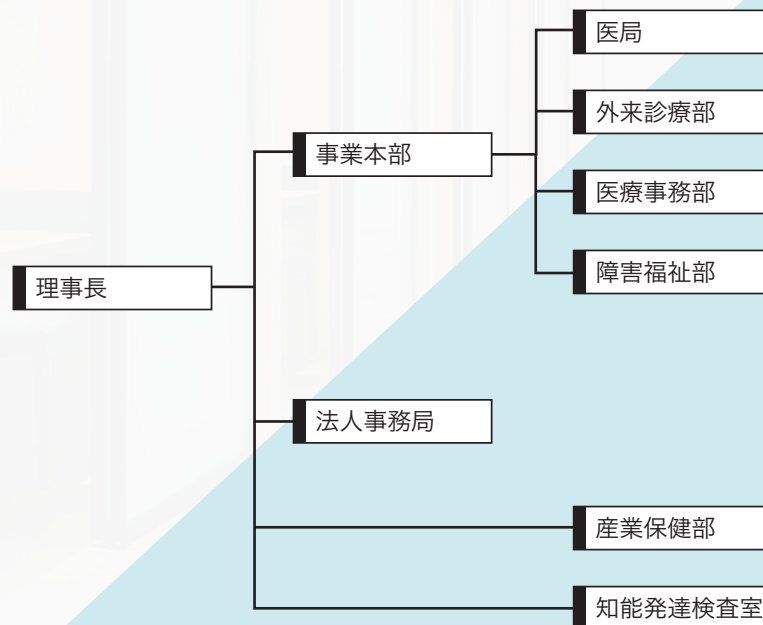 医局
外来診療部
事業本部
医療事務部
障害福祉部
理事長
法人事務局
産業保健部
知能発達検査室